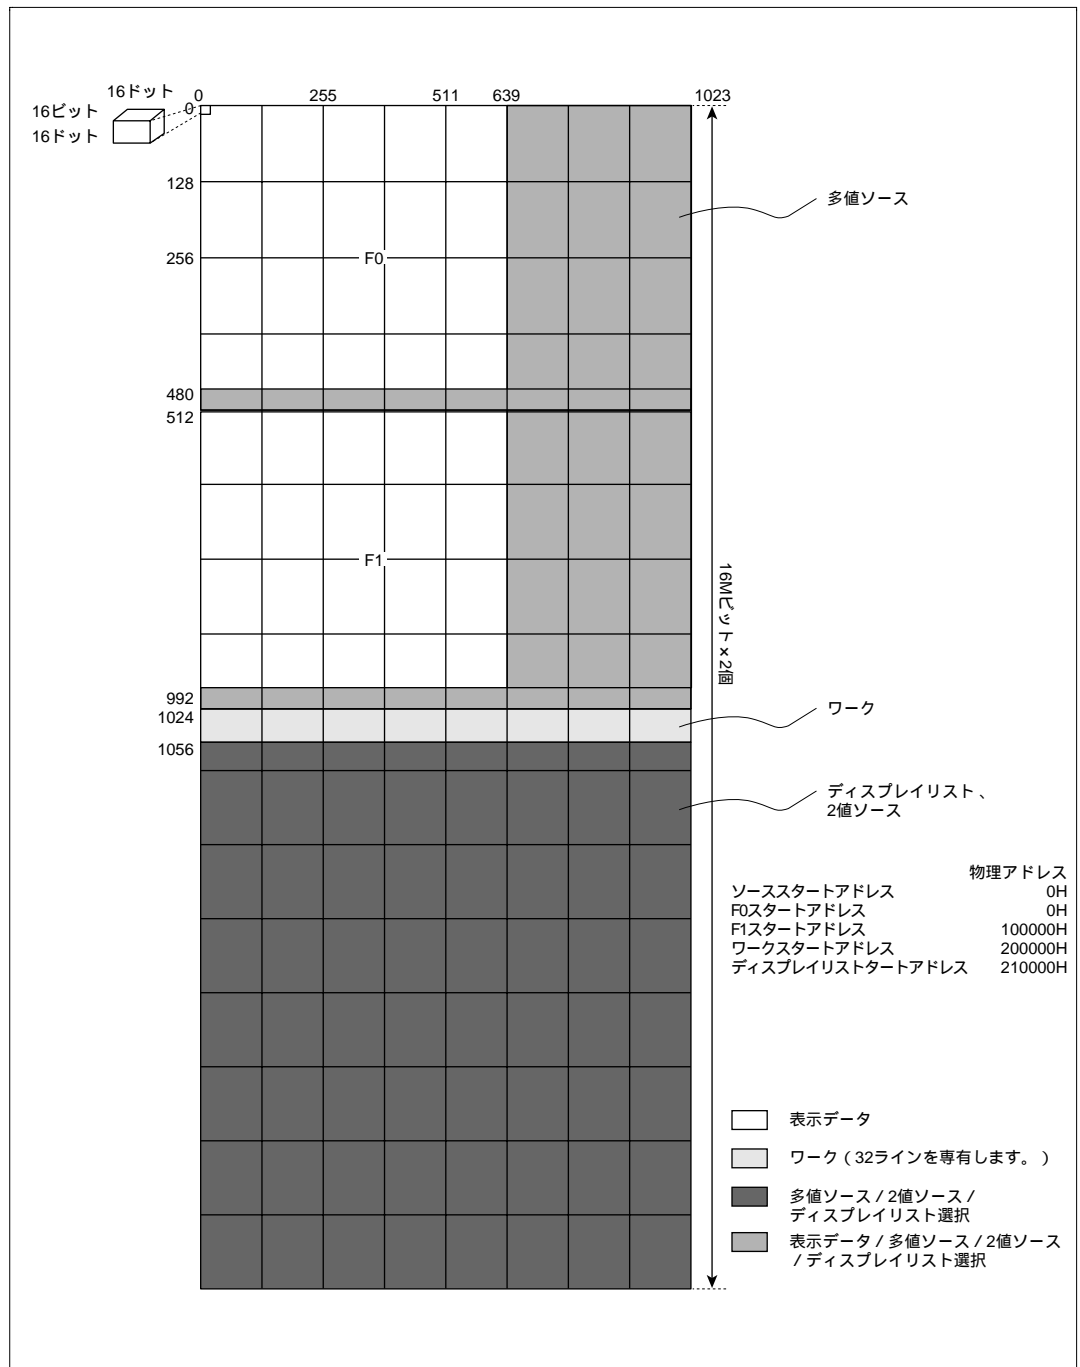 16ドット
16ビット
16ドット
0 255 511 639 1023
0
128
256
480
512
992
1024
1056
F0
F1
多値ソース
16Mビット×2個
ワーク
ディスプレイリスト、
2値ソース
物理アドレス
ソーススタートアドレス 0H
F0スタートアドレス 0H
F1スタートアドレス 100000H
ワークスタートアドレス 200000H
ディスプレイリストタートアドレス 210000H
表示データ
ワーク(32ラインを専有します。)
多値ソース/2値ソース/
ディスプレイリスト選択
表示データ/多値ソース/2値ソース
/ディスプレイリスト選択